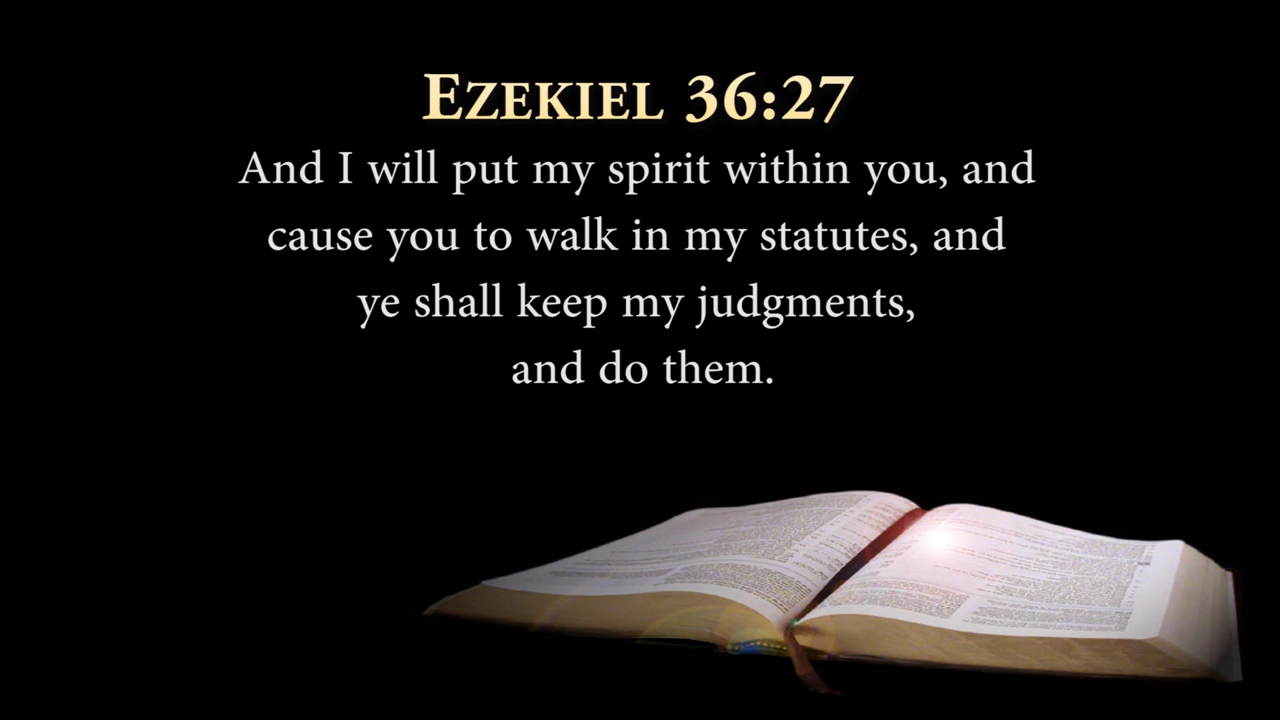 Ezekiel 36:27
And I will put my spirit within you, and
cause you to walk in my statutes, and
ye shall keep my judgments,
and do them.